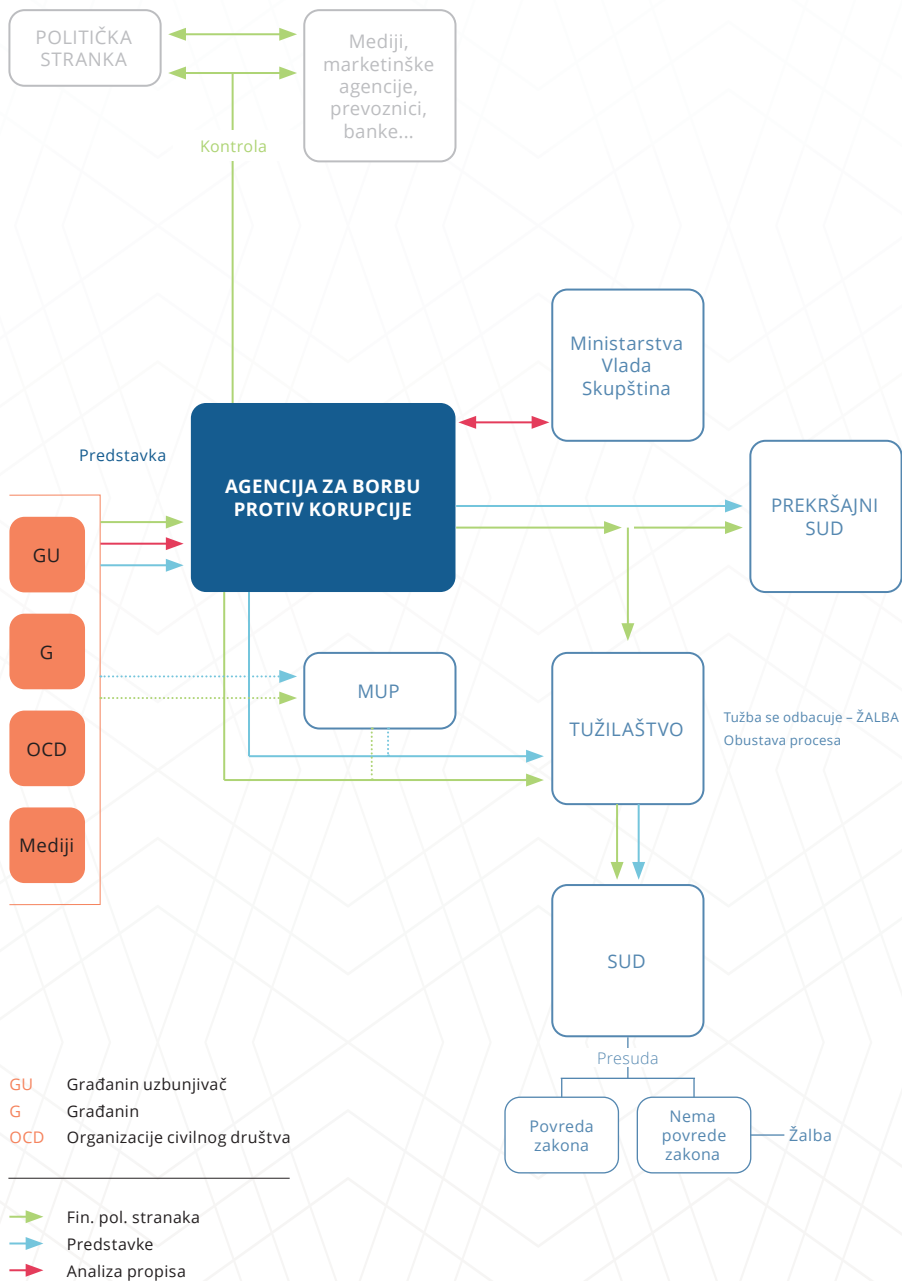 POLITIČKA
STRANKA
Mediji,
marketinške
agencije,
prevoznici,
banke...
Kontrola
Ministarstva
Vlada
Skupština
Predstavka
AGENCIJA ZA BORBU
PROTIV KORUPCIJE
PREKRŠAJNI
SUD
GU
G
OCD
Mediji
MUP
TUŽILAŠTVO
Tužba se odbacuje – ŽALBA
Obustava procesa
SUD
Presuda
Povreda
zakona
Nema
povrede
zakona
Žalba
GU Građanin uzbunjivač
G Građanin
OCD Organizacije civilnog društva
Fin. pol. stranaka
Predstavke
Analiza propisa